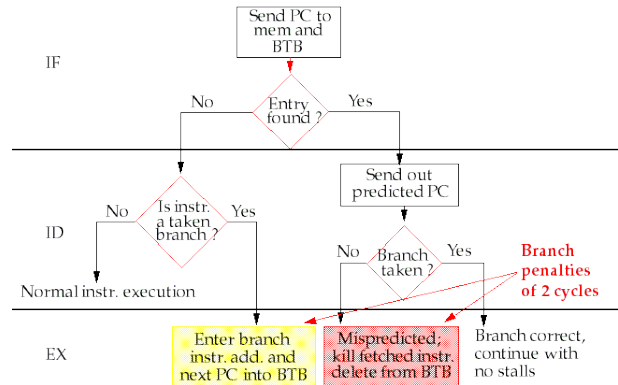 Send PC to
mem and
BTB
IF
No
Entry
found ?
Yes
Send out
predicted PC
No
Is instr.
a taken
branch ?
Yes
ID
No
Branch
taken ?
Yes
Branch
penalties
of 2 cycles
Normal instr. execution
EX
Enter branch
instr. add. and
next PC into BTB
Mispredicted;
kill fetched instr.
delete from BTB
Branch correct,
continue with
no stalls